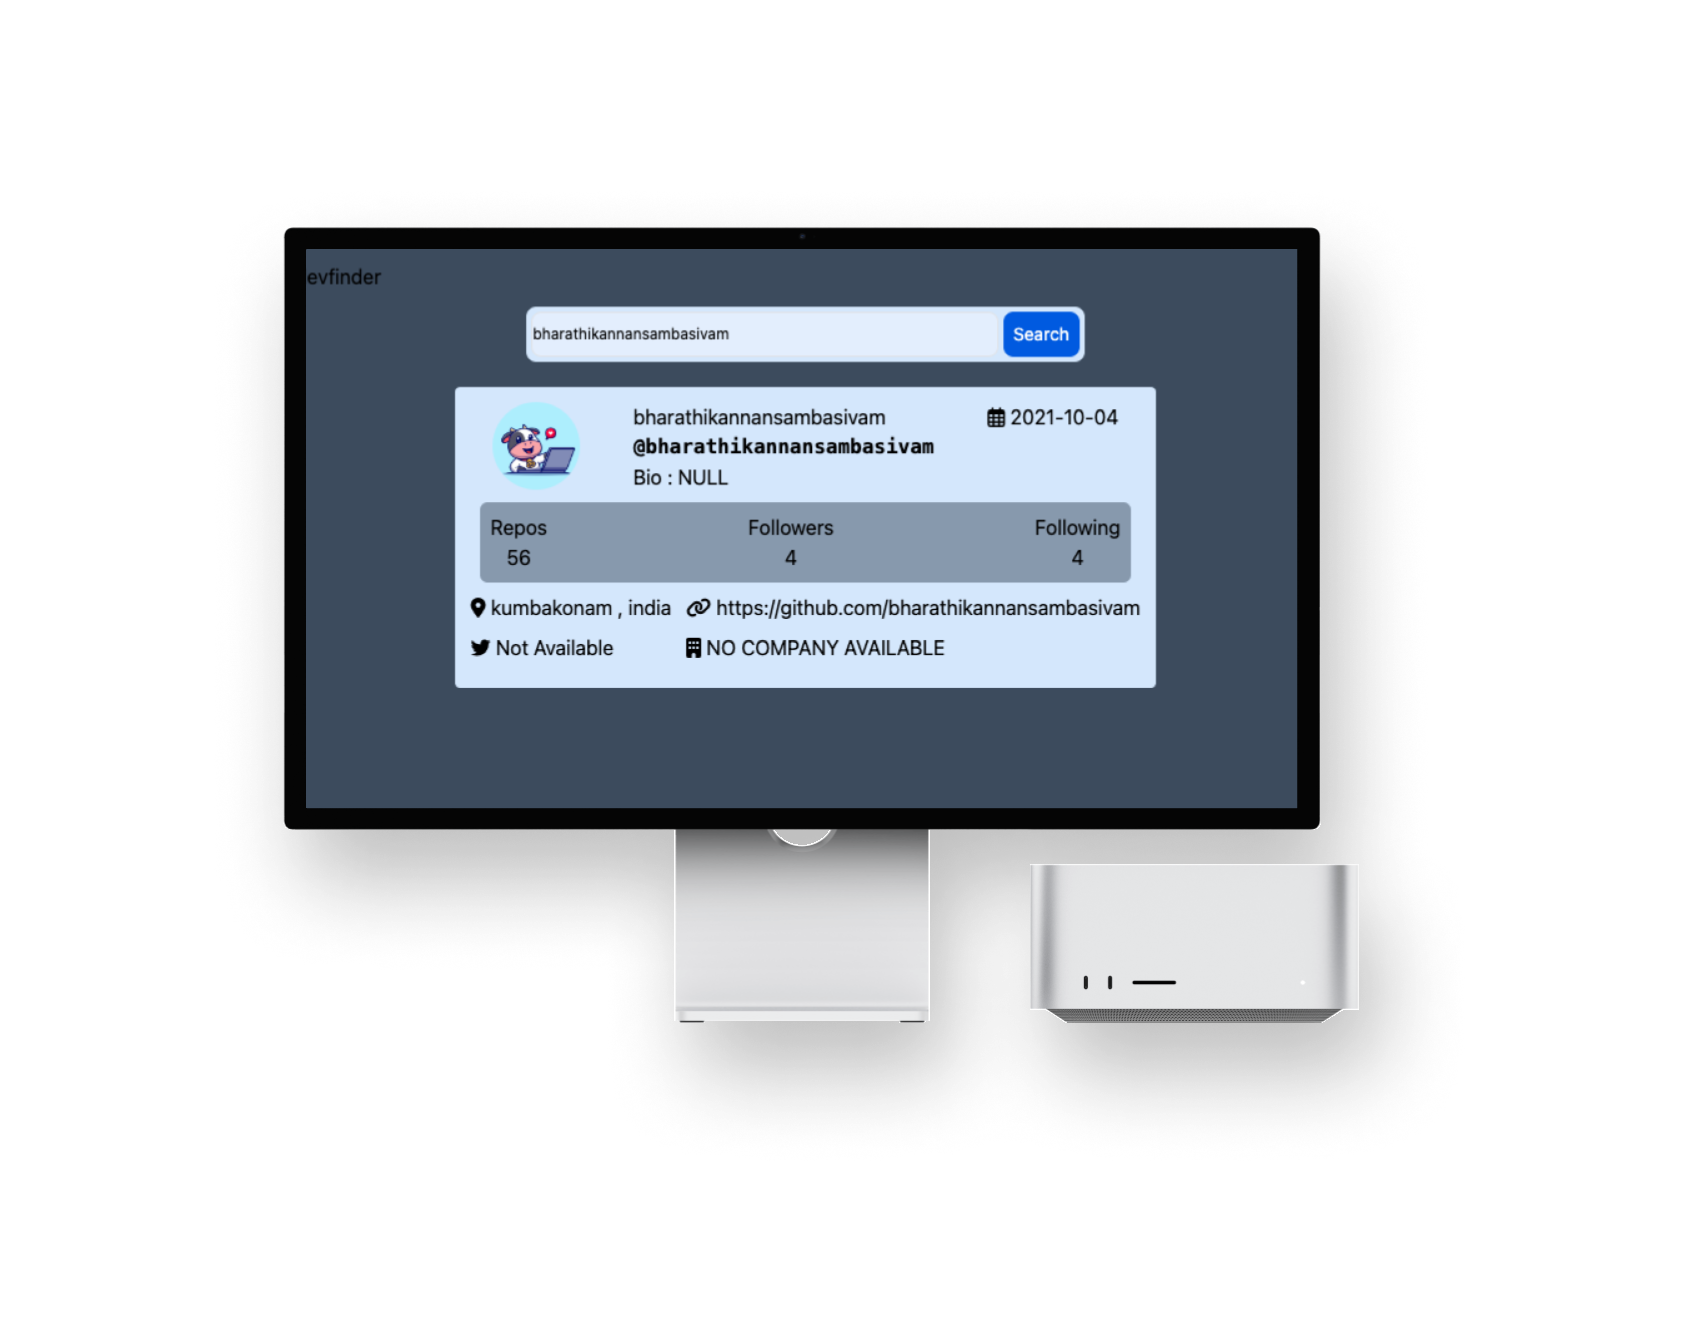 evfinder
bharathikannansambasivam Search
bharathikannansambasivam 2021-10-04
@bharathikannansambasivam
Bio : NULL
Repos Followers Following
56 4 4
kumbakonam , india https://github.com/bharathikannansambasivam
Not Available NO COMPANY AVAILABLE